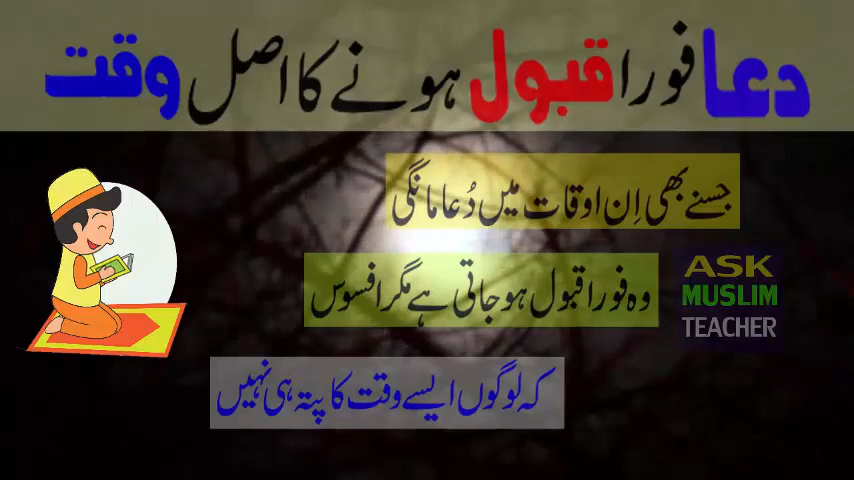 دعا فورا قبول ہونے کا اصل وقت
جسنے بھی اِن اوقات میں دُعا مانگی
وہ فورا قبول ہو جاتی ہے مگر افسوس
ASK
MUSLIM
TEACHER
کہ لوگوں ایسے وقت کا پتہ ہی نہیں